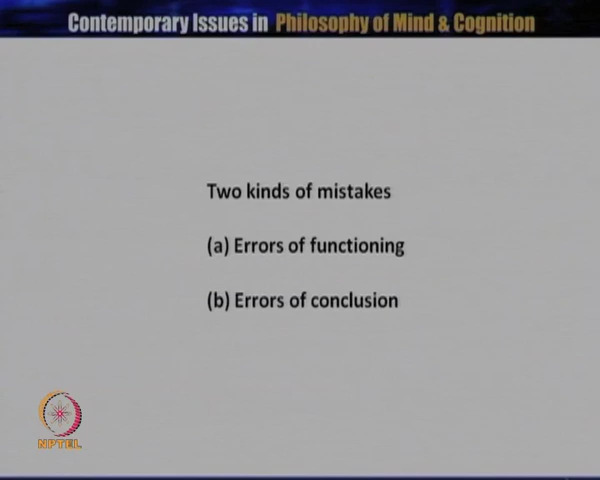 Contemporary Issues in Philosophy of Mind & Cognition
Two kinds of mistakes
(a) Errors of functioning
(b) Errors of conclusion
NPTEL